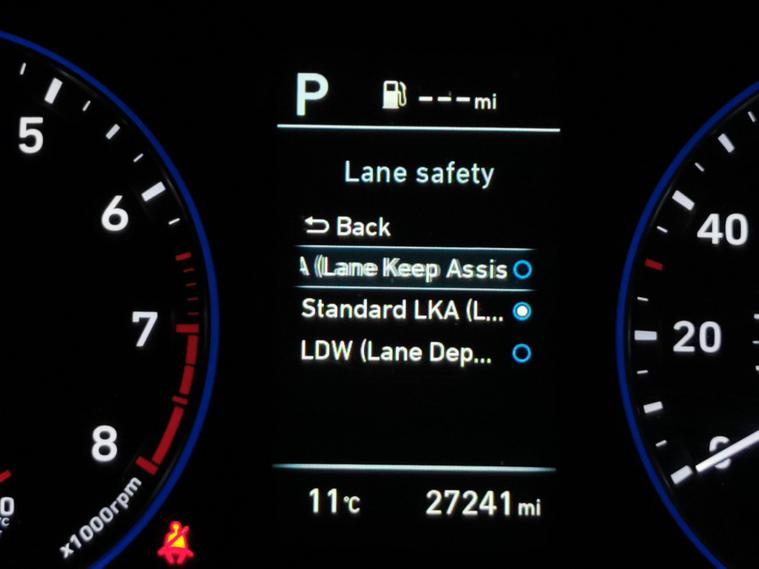 P
---mi
Lane safety
Back
A (Lane Keep Assis
Standard LKA (L...
LDW (Lane Dep...
11°C
27241 mi
5
6
7
8
x1000rpm
40
20
0